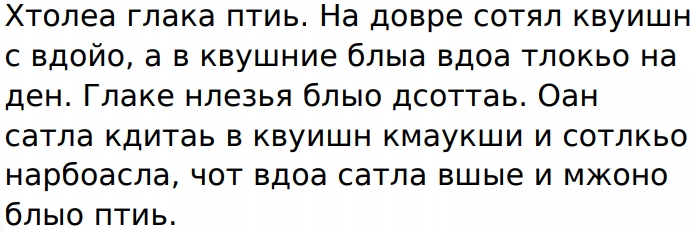 Хтолеа глака птиь. На довре сотял квуишн
с вдойо, а в квушние блыа вдоа тлокьо на
ден. Глаке нлезья блыо дсоттаь. Оан
сатла кдитаь в квуишн кмаукши и сотлкьо
нарбоасла, чот вдоа сатла вшые и мжоно
блыо птиь.